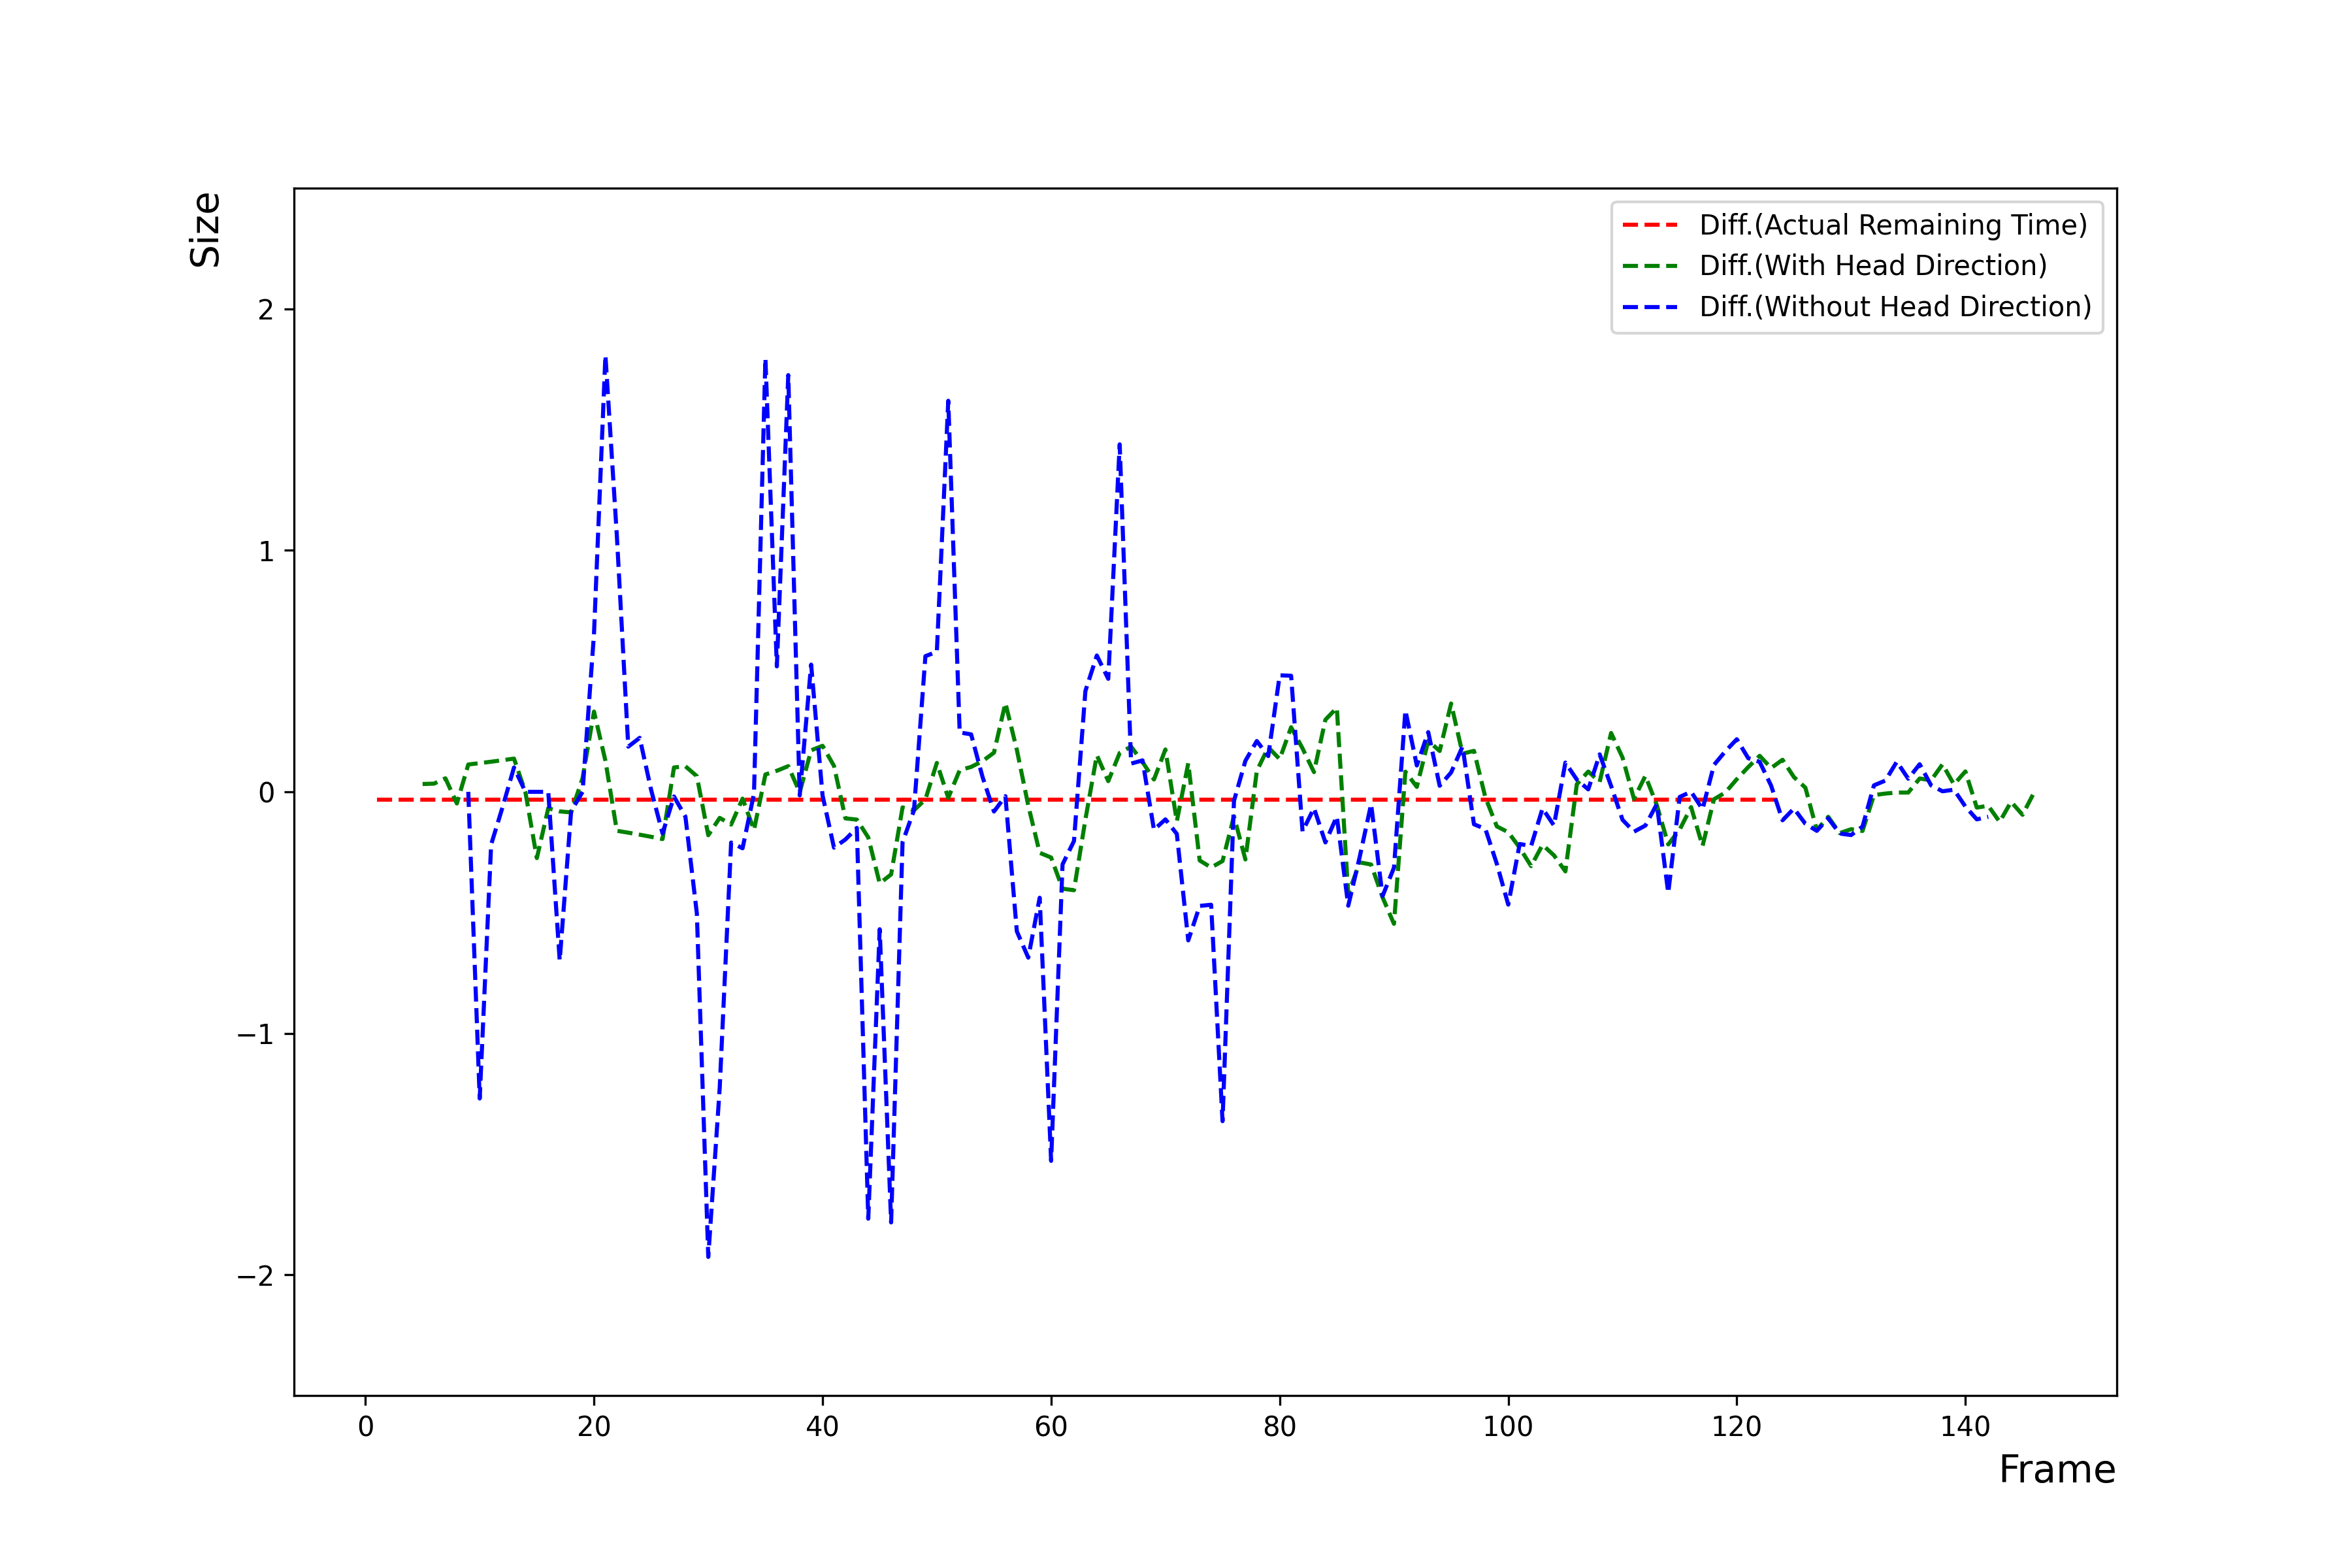 Size
Diff.(Actual Remaining Time)
Diff.(With Head Direction)
Diff.(Without Head Direction)
2
1
0
−1
−2
0 20 40 60 80 100 120 140
Frame